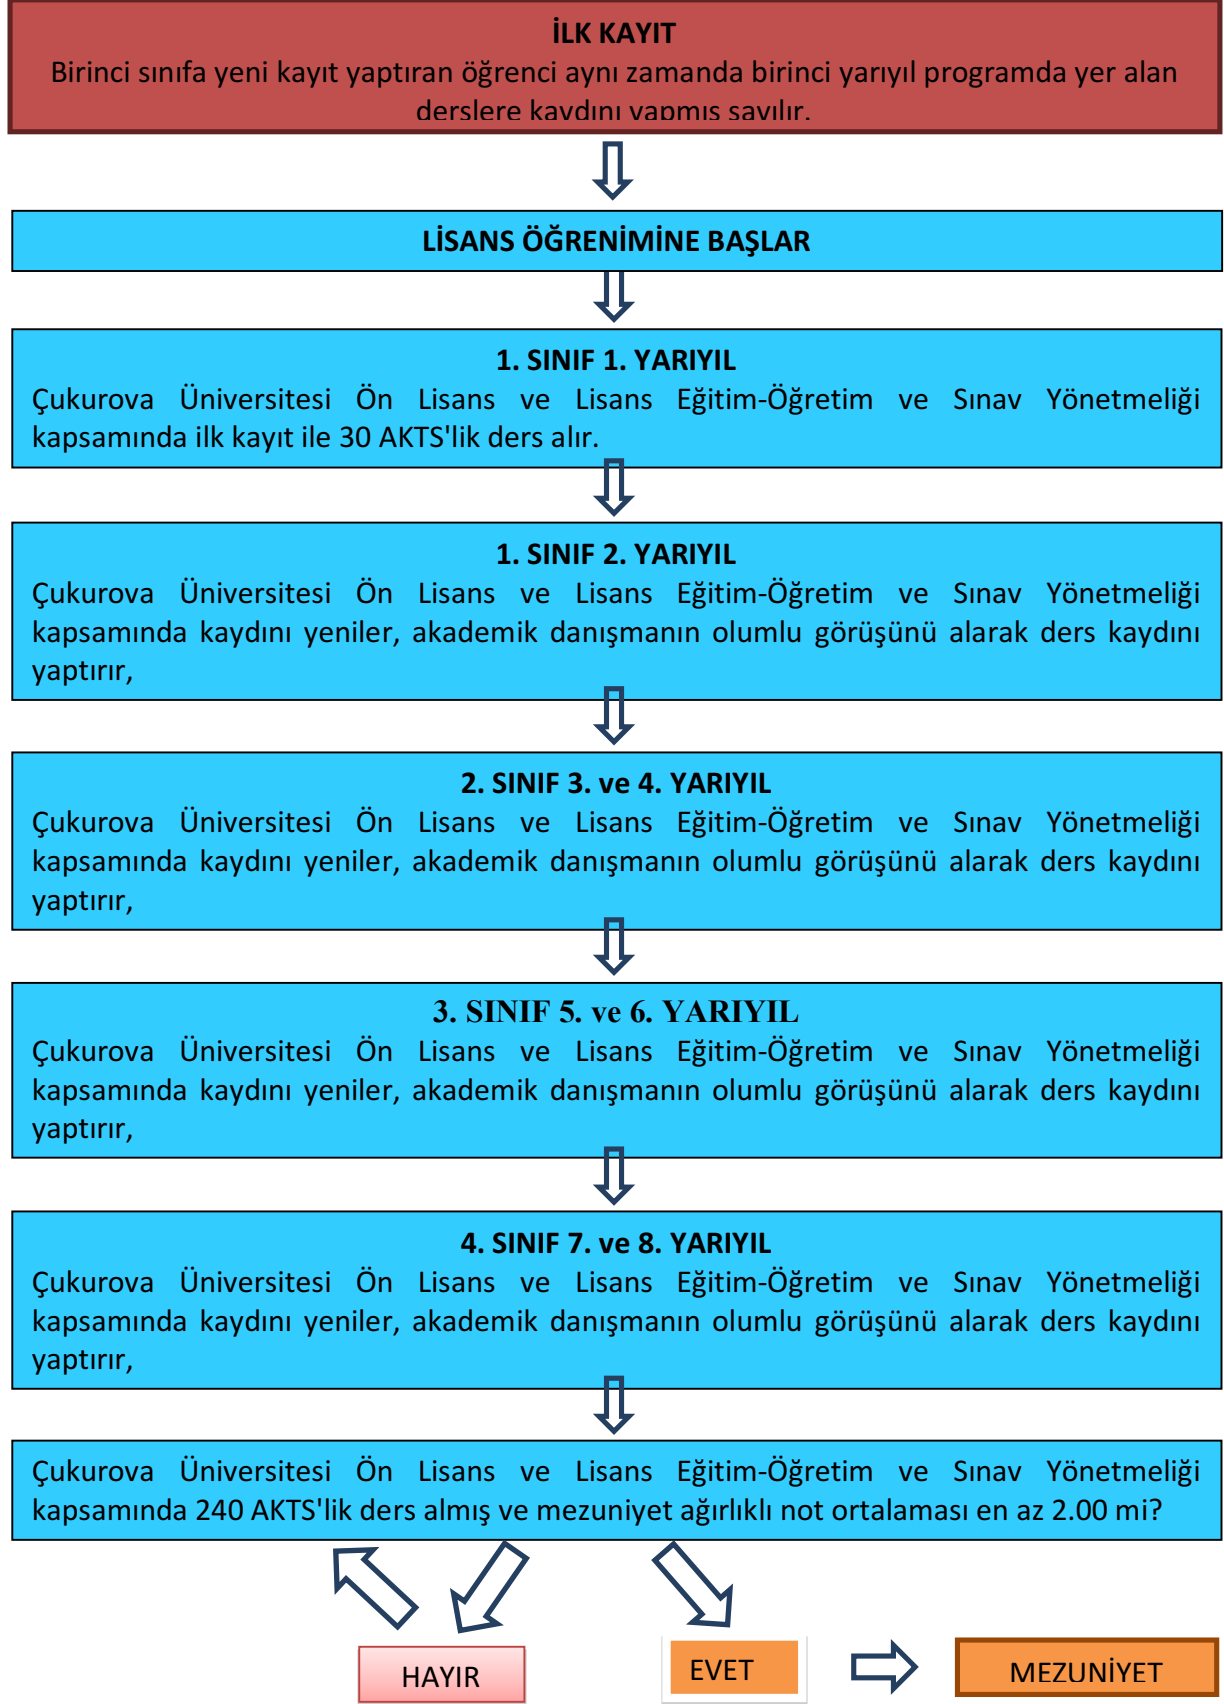 İLK KAYIT
Birinci sınıfa yeni kayıt yaptıran öğrenci aynı zamanda birinci yarıyıl programda yer alan
derslere kaydını yapmış sayılır.
LİSANS ÖĞRENİMİNE BAŞLAR
1. SINIF 1. YARIYIL
Çukurova Üniversitesi Ön Lisans ve Lisans Eğitim-Öğretim ve Sınav Yönetmeliği
kapsamında ilk kayıt ile 30 AKTS'lik ders alır.
1. SINIF 2. YARIYIL
Çukurova Üniversitesi Ön Lisans ve Lisans Eğitim-Öğretim ve Sınav Yönetmeliği
kapsamında kaydını yeniler, akademik danışmanın olumlu görüşünü alarak ders kaydını
yaptırır,
2. SINIF 3. ve 4. YARIYIL
Çukurova Üniversitesi Ön Lisans ve Lisans Eğitim-Öğretim ve Sınav Yönetmeliği
kapsamında kaydını yeniler, akademik danışmanın olumlu görüşünü alarak ders kaydını
yaptırır,
3. SINIF 5. ve 6. YARIYIL
Çukurova Üniversitesi Ön Lisans ve Lisans Eğitim-Öğretim ve Sınav Yönetmeliği
kapsamında kaydını yeniler, akademik danışmanın olumlu görüşünü alarak ders kaydını
yaptırır,
4. SINIF 7. ve 8. YARIYIL
Çukurova Üniversitesi Ön Lisans ve Lisans Eğitim-Öğretim ve Sınav Yönetmeliği
kapsamında kaydını yeniler, akademik danışmanın olumlu görüşünü alarak ders kaydını
yaptırır,
Çukurova Üniversitesi Ön Lisans ve Lisans Eğitim-Öğretim ve Sınav Yönetmeliği
kapsamında 240 AKTS'lik ders almış ve mezuniyet ağırlıklı not ortalaması en az 2.00 mi?
HAYIR
EVET
MEZUNİYET